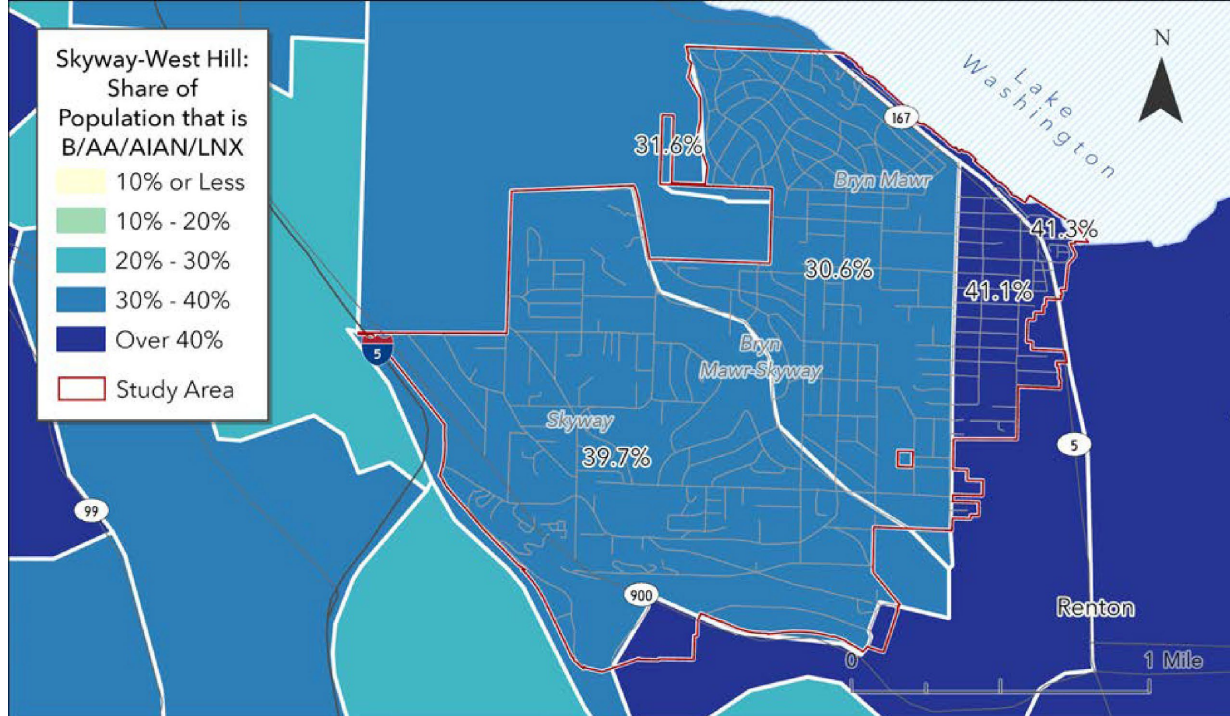 Skyway-West Hill:
Share of
Population that is
B/AA/AIAN/LNX
10% or Less
10% - 20%
20% - 30%
30% - 40%
Over 40%
Study Area
N
Lake
Washington
167
31.6%
Bryn Mawr
41.3%
30.6%
41.1%
5
Bryn
Mawr-Skyway
Skyway
39.7%
5
99
900
Renton
0
1 Mile